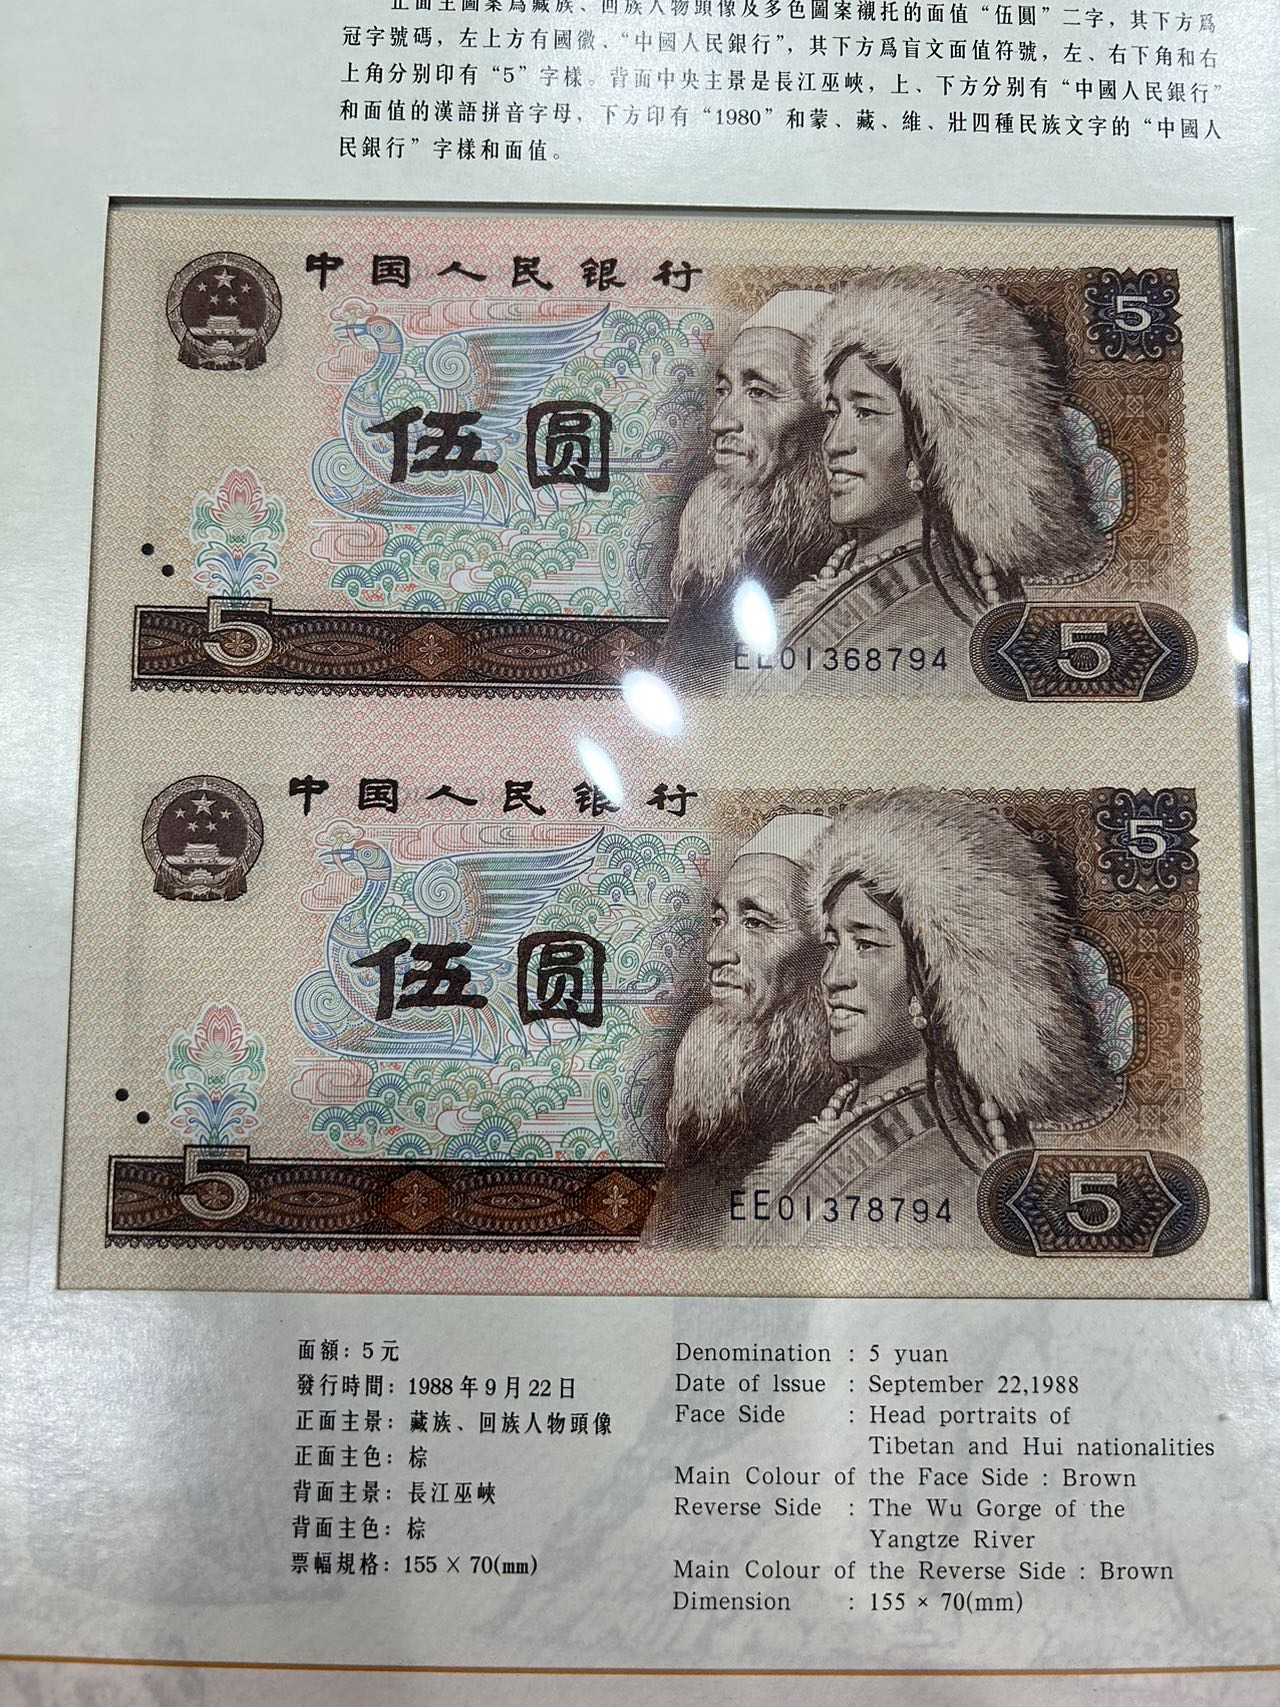 正面主圖案爲藏族、回族人物頭像及多色圖案襯托的面值“伍圓”二字，其下方爲
冠字號碼，左上方有國徽、“中國人民銀行”，其下方爲盲文面值符號，左、右下角和右
上角分别印有“5”字樣。背面中央主景是長江巫峽，上、下方分别有“中國人民銀行”
和面值的漢語拼音字母，下方印有“1980”和蒙、藏、維、壯四種民族文字的“中國人
民銀行”字樣和面值。
中国人民银行
5
伍圆
5
EE01368794
5
中国人民银行
5
伍圆
5
EE01378794
5
面額：5元
發行時間：1988年9月22日
正面主景：藏族、回族人物頭像
正面主色：棕
背面主景：長江巫峽
背面主色：棕
票幅規格：155 × 70(mm)
Denomination : 5 yuan
Date of Issue : September 22,1988
Face Side : Head portraits of
Tibetan and Hui nationalities
Main Colour of the Face Side : Brown
Reverse Side : The Wu Gorge of the
Yangtze River
Main Colour of the Reverse Side : Brown
Dimension : 155 × 70(mm)